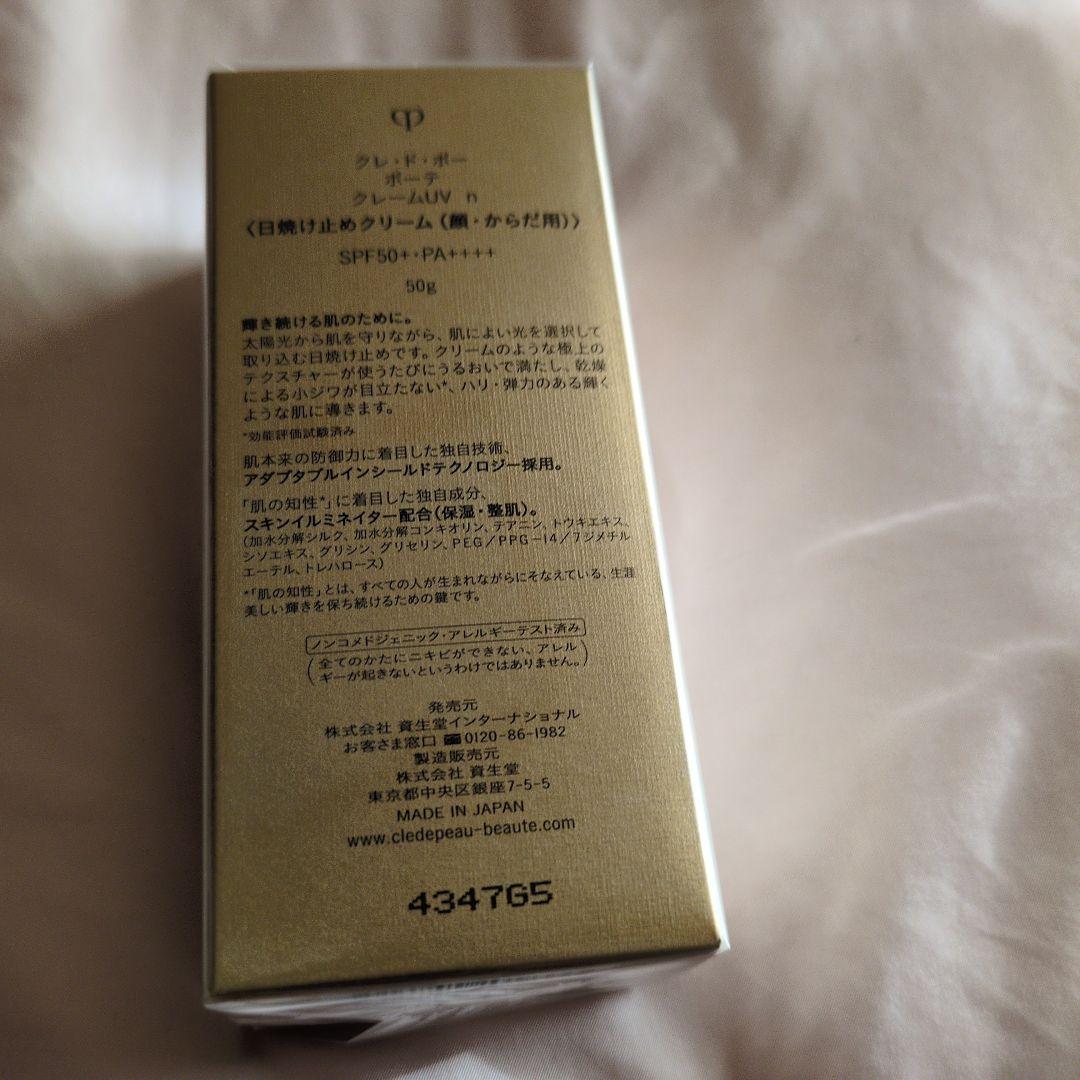 クレ・ド・ポー
ボーテ
クレームUV n
〈日焼け止めクリーム(顔・からだ用)〉
SPF50+・PA++++
50g
輝き続ける肌のために。
太陽光から肌を守りながら、肌によい光を選択して
取り込む日焼け止めです。クリームのような極上の
テクスチャーが使うたびにうるおいで満たし、乾燥
による小ジワが目立たない*、ハリ・弾力のある輝く
ような肌に導きます。
*効能評価試験済み
肌本来の防御力に着目した独自技術、
アダプタブルインシールドテクノロジー採用。
「肌の知性*」に着目した独自成分、
スキンイルミネイター配合(保湿・整肌)。
(加水分解シルク、加水分解コンキオリン、テアニン、トウキエキス、
シソエキス、グリシン、グリセリン、PEG/PPG-14/7ジメチル
エーテル、トレハロース)
*「肌の知性」とは、すべての人が生まれながらにそなえている、生涯
美しい輝きを保ち続けるための鍵です。
ノンコメドジェニック・アレルギーテスト済み
(全てのかたにニキビができない、アレル
ギーが起きないというわけではありません。)
発売元
株式会社 資生堂インターナショナル
お客さま窓口 ☎0120-86-1982
製造販売元
株式会社 資生堂
東京都中央区銀座7-5-5
MADE IN JAPAN
www.cledepeau-beaute.com
4347G5